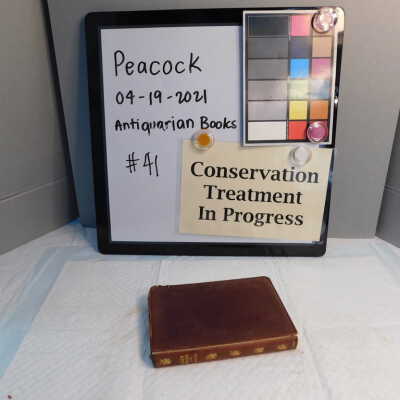 Peacock
04-19-2021
Antiquarian Books
#41
Conservation
Treatment
In Progress